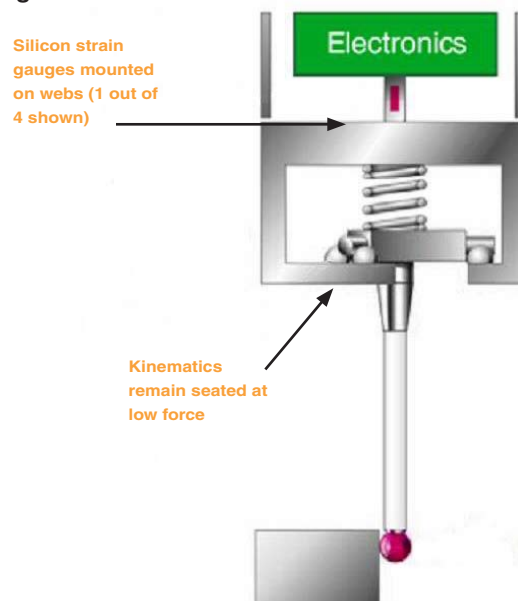 Silicon strain
gauges mounted
on webs (1 out of
4 shown)
Electronics
Kinematics
remain seated at
low force